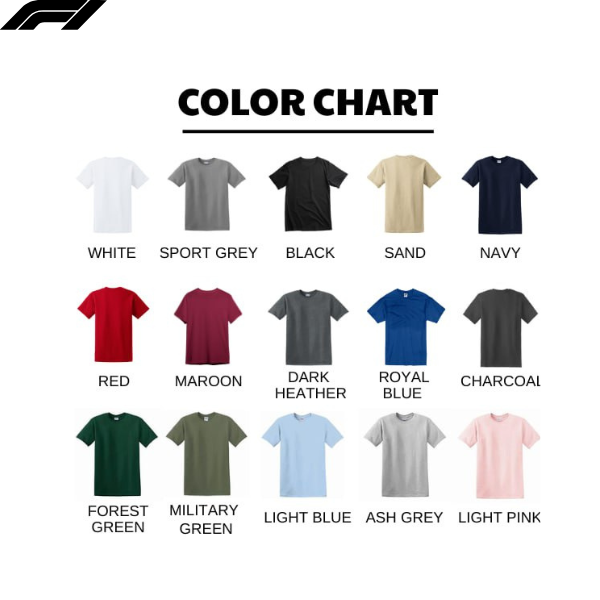 COLOR CHART
WHITE
SPORT GREY
BLACK
SAND
NAVY
RED
MAROON
DARK
HEATHER
ROYAL
BLUE
CHARCOAL
FOREST
GREEN
MILITARY
GREEN
LIGHT BLUE
ASH GREY
LIGHT PINK